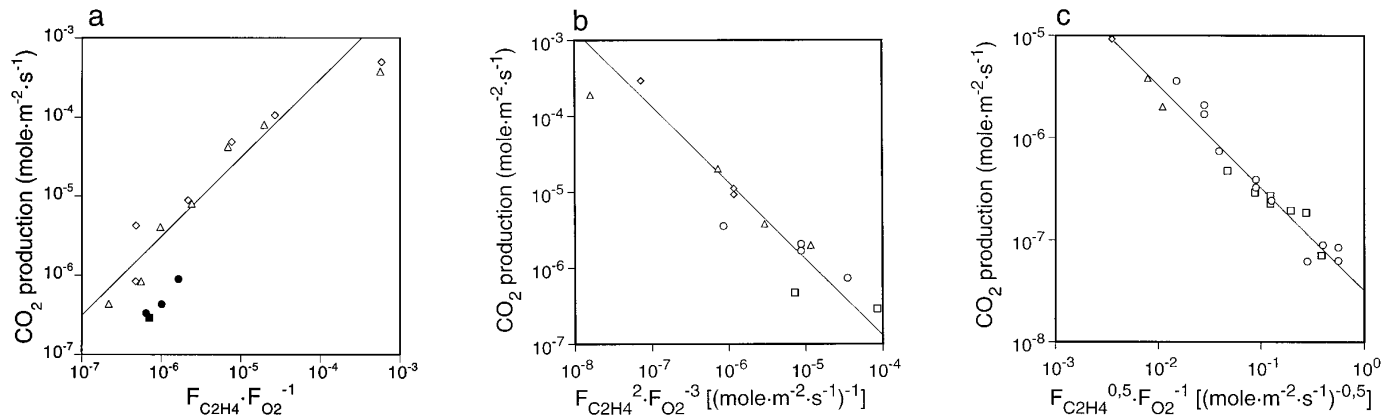 a
CO₂ production (mole·m⁻²·s⁻¹)
10⁻³
10⁻⁴
10⁻⁵
10⁻⁶
10⁻⁷
10⁻⁷ 10⁻⁶ 10⁻⁵ 10⁻⁴ 10⁻³
F_C2H4·F_O2⁻¹
b
CO₂ production (mole·m⁻²·s⁻¹)
10⁻³
10⁻⁴
10⁻⁵
10⁻⁶
10⁻⁷
10⁻⁸ 10⁻⁷ 10⁻⁶ 10⁻⁵ 10⁻⁴
F_C2H4²·F_O2⁻³ [(mole·m⁻²·s⁻¹)⁻¹]
c
CO₂ production (mole·m⁻²·s⁻¹)
10⁻⁵
10⁻⁶
10⁻⁷
10⁻⁸
10⁻³ 10⁻² 10⁻¹ 10⁰
F_C2H4^0,5·F_O2⁻¹ [(mole·m⁻²·s⁻¹)^-0,5]